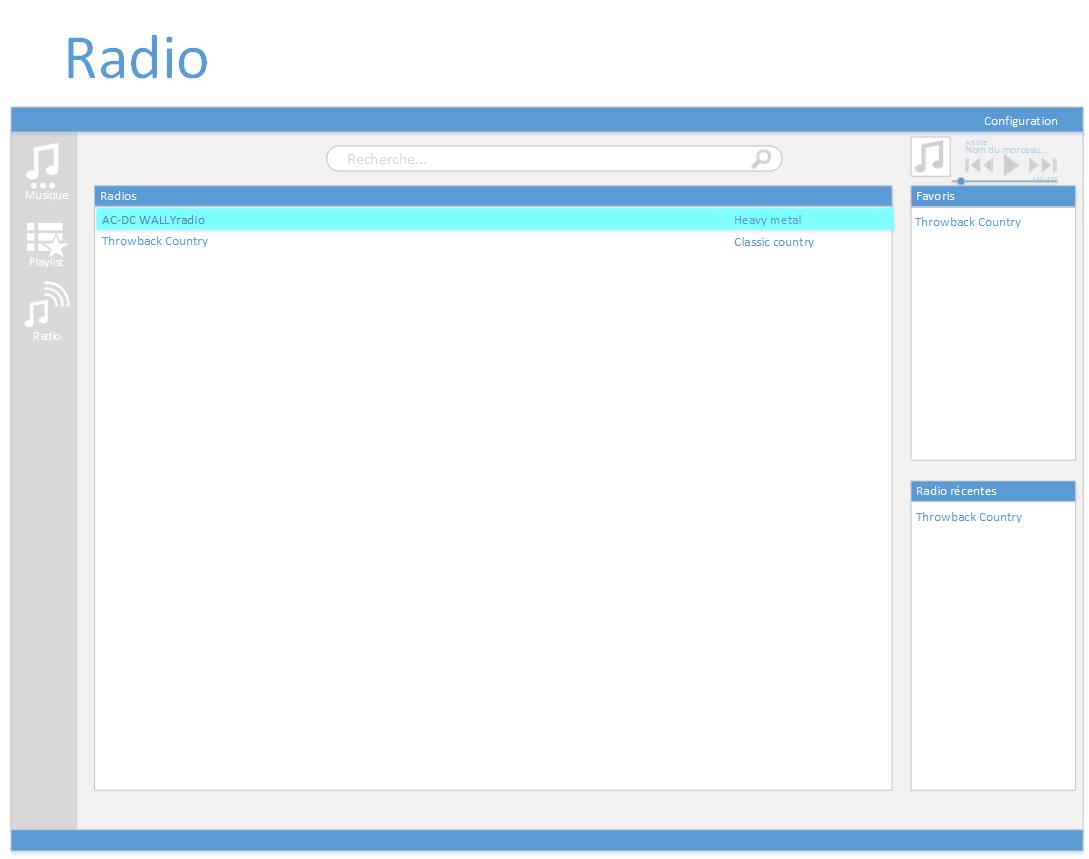 Radio
Configuration
Recherche...
Artiste
Nom du morceau...
Musique
Playlist
Radio
Radios
AC-DC WALLYradio Heavy metal
Throwback Country Classic country
Favoris
Throwback Country
Radio récentes
Throwback Country